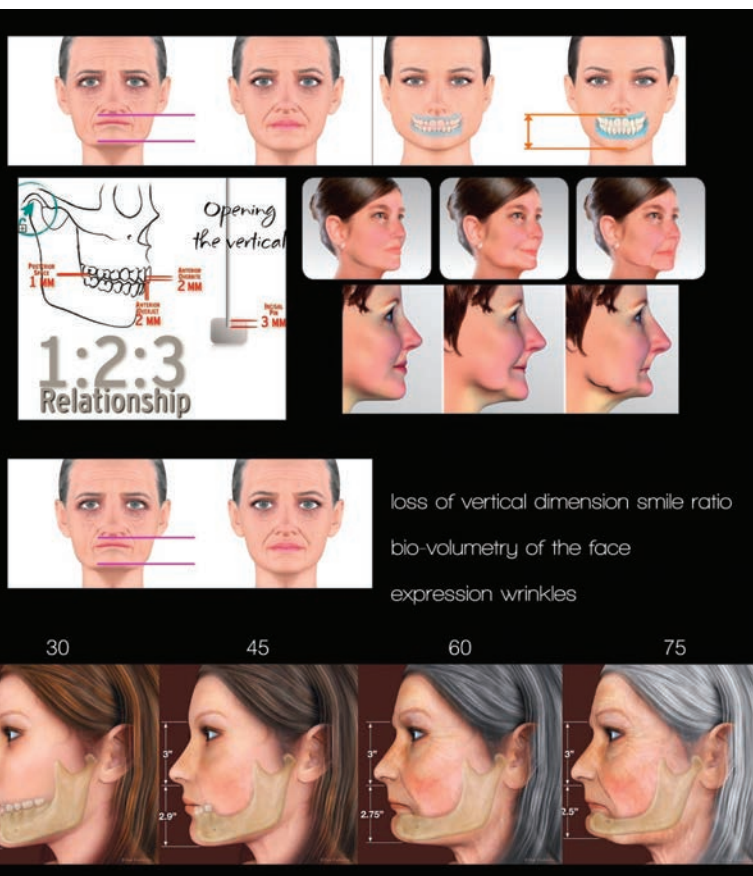 Opening
the vertical
POSTERIOR
SPACE
1 MM
ANTERIOR
OVERBITE
2 MM
ANTERIOR
OVERJET
2 MM
INCISAL
PIN
3 MM
1:2:3
Relationship
loss of vertical dimension smile ratio
bio-volumetry of the face
expression wrinkles
30
45
60
75
3"
2.9"
3"
2.75"
3"
2.5"